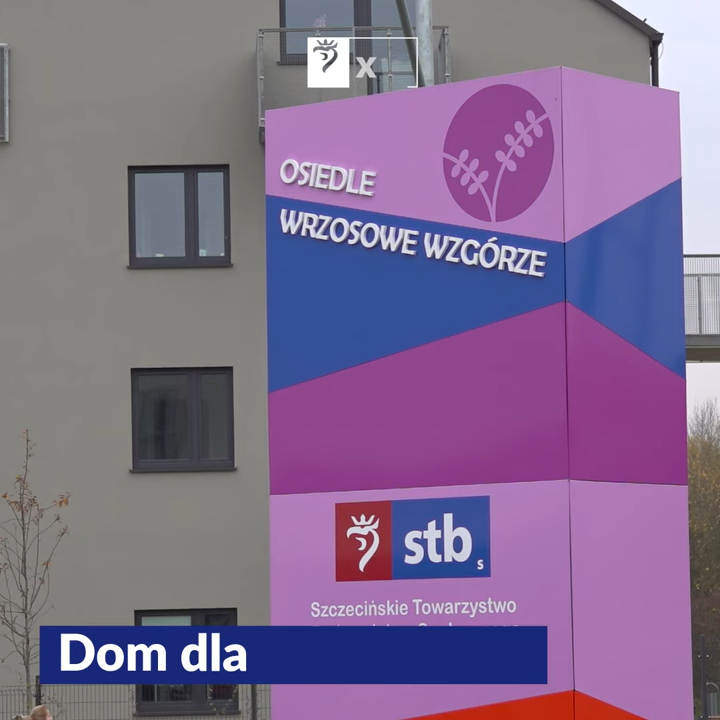 x
OSIEDLE
WRZOSOWE WZGÓRZE
stb
s
Szczecińskie Towarzystwo
Dom dla